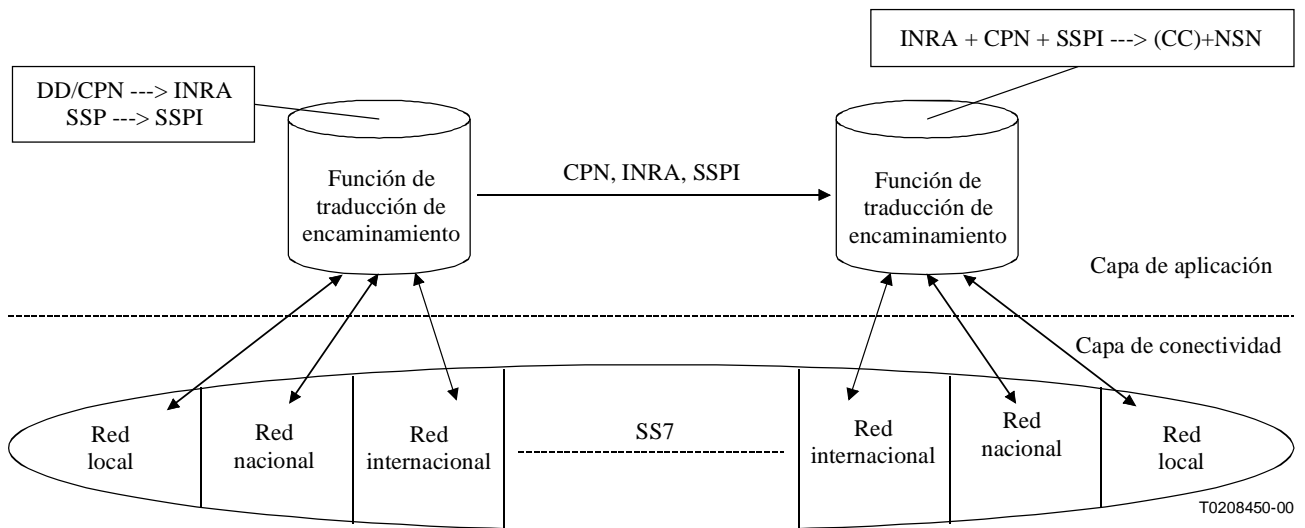 INRA + CPN + SSPI ---> (CC)+NSN
DD/CPN ---> INRA
SSP ---> SSPI
Función de
traducción de
encaminamiento
CPN, INRA, SSPI
Función de
traducción de
encaminamiento
Capa de aplicación
Capa de conectividad
Red
local
Red
nacional
Red
internacional
SS7
Red
internacional
Red
nacional
Red
local
T0208450-00